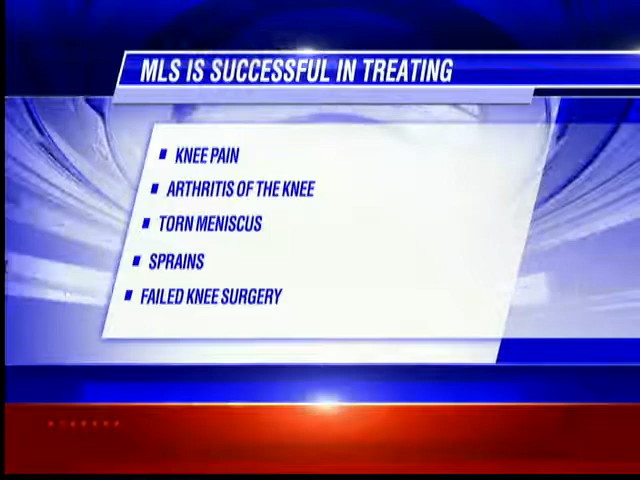 MLS IS SUCCESSFUL IN TREATING
KNEE PAIN
ARTHRITIS OF THE KNEE
TORN MENISCUS
SPRAINS
FAILED KNEE SURGERY